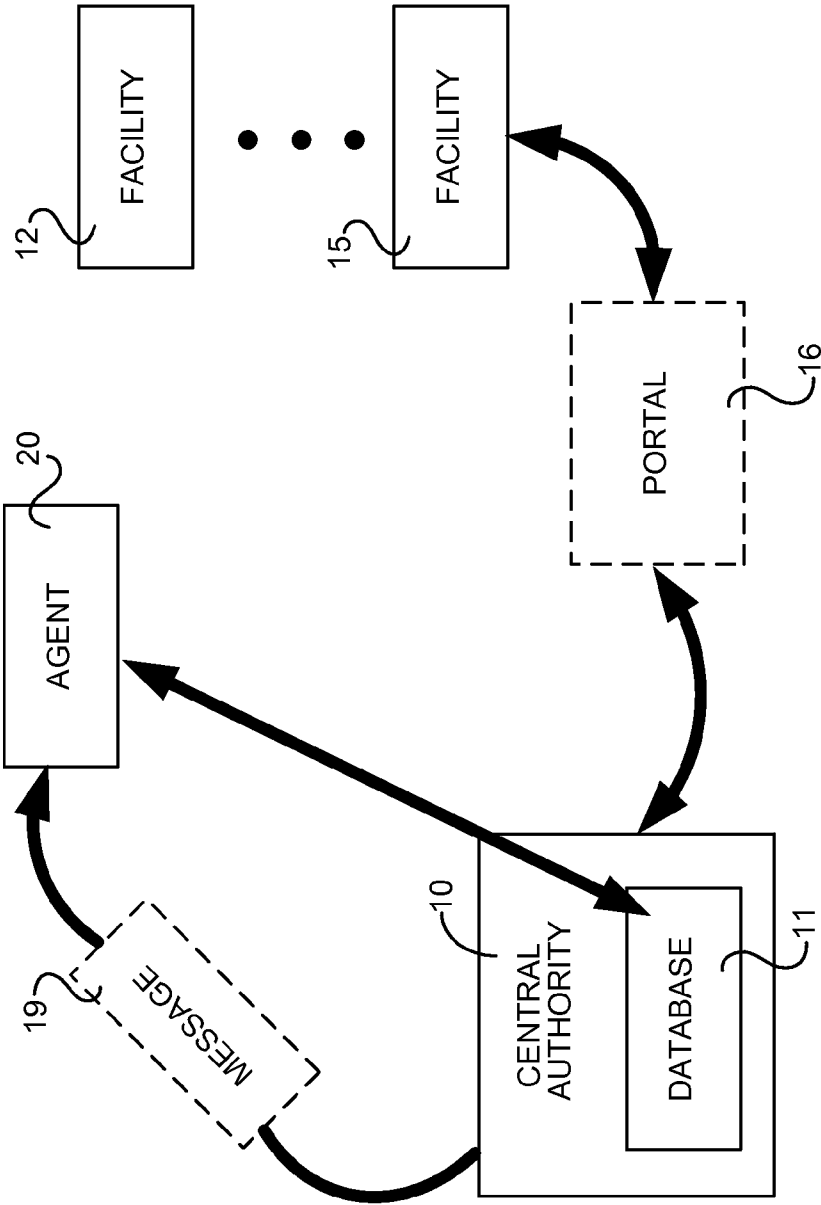 19
MESSAGE
20
AGENT
12
FACILITY
15
FACILITY
10
CENTRAL
AUTHORITY
DATABASE
11
PORTAL
16